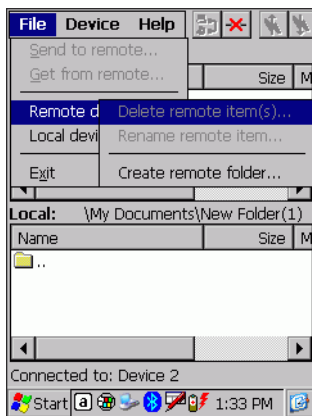 File Device Help
Send to remote...
Get from remote...
Size M
Remote d Delete remote item(s)...
Local devi Rename remote item...
Exit Create remote folder...
Local: \My Documents\New Folder(1)
Name Size M
..
Connected to: Device 2
Start a 1:33 PM